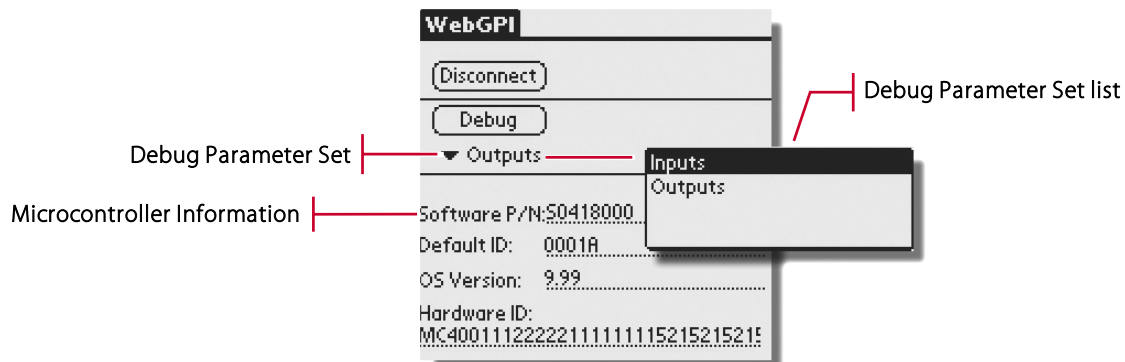 WebGPI
Disconnect
Debug Parameter Set list
Debug
Debug Parameter Set
Outputs
Inputs
Outputs
Microcontroller Information
Software P/N:S0418000
Default ID: 0001A
OS Version: 9.99
Hardware ID:
MC400111222221111111115215215215